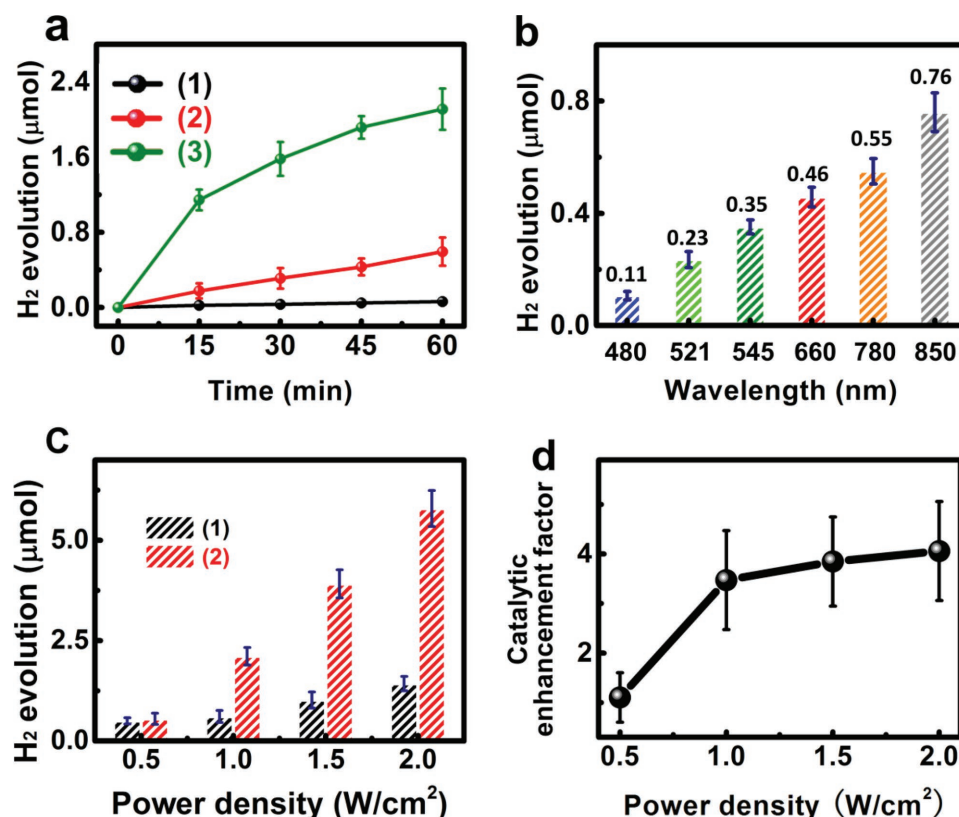 a
H₂ evolution (μmol)
2.4
1.6
0.8
0.0
(1)
(2)
(3)
0 15 30 45 60
Time (min)
b
H₂ evolution (μmol)
0.8
0.4
0.0
0.11
0.23
0.35
0.46
0.55
0.76
480 521 545 660 780 850
Wavelength (nm)
c
H₂ evolution (μmol)
5.0
2.5
0.0
(1)
(2)
0.5 1.0 1.5 2.0
Power density (W/cm²)
d
Catalytic
enhancement factor
4
2
0.5 1.0 1.5 2.0
Power density (W/cm²)